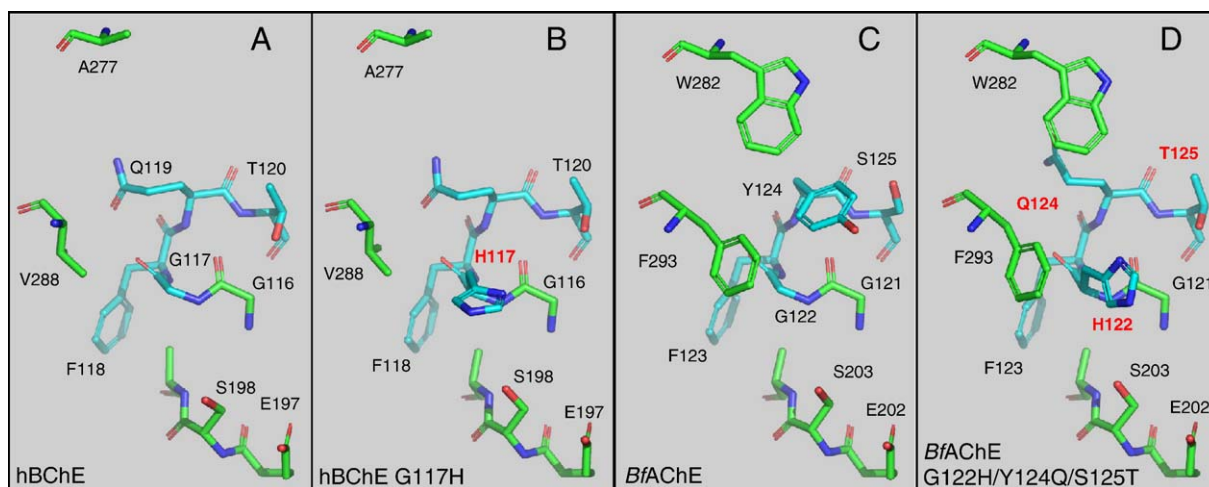 A
A277
Q119
T120
V288
G117
G116
F118
S198
E197
hBChE
B
A277
T120
H117
V288
G116
F118
S198
E197
hBChE G117H
C
W282
S125
Y124
F293
G121
G122
F123
S203
E202
BfAChE
D
W282
T125
Q124
F293
G121
H122
F123
S203
E202
BfAChE
G122H/Y124Q/S125T